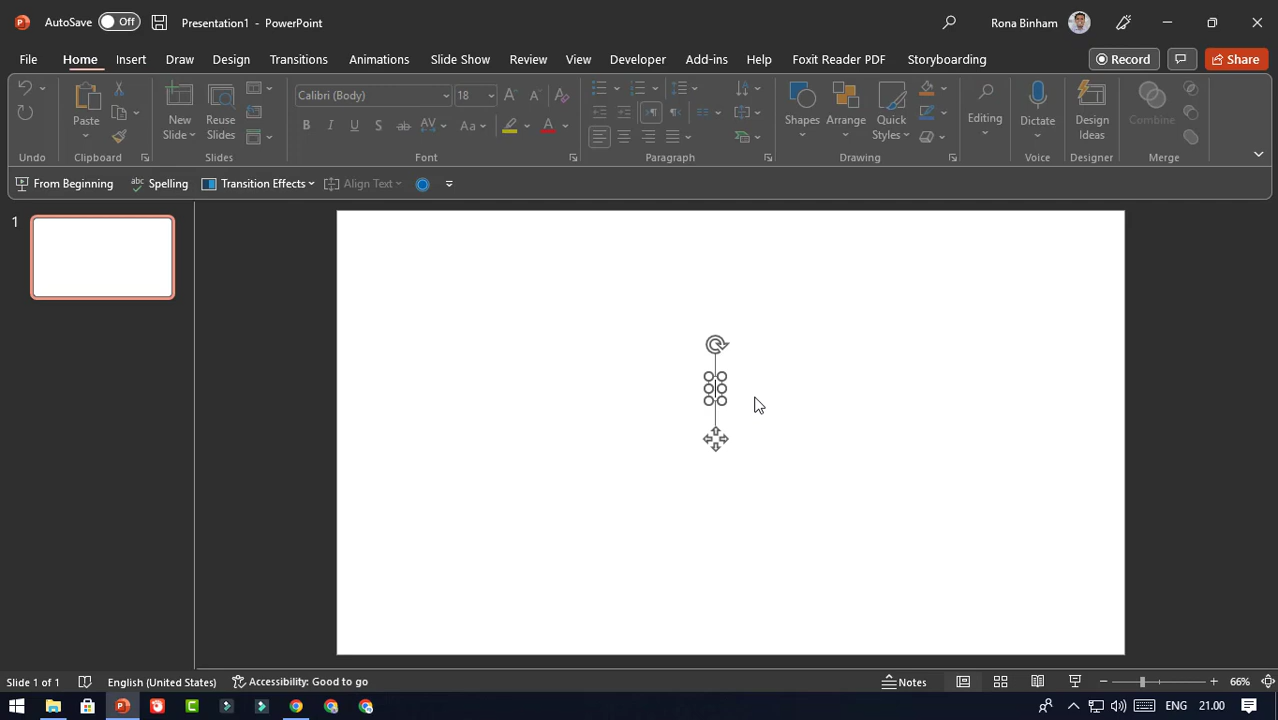 AutoSave Off Presentation1 - PowerPoint Rona Binham
File Home Insert Draw Design Transitions Animations Slide Show Review View Developer Add-ins Help Foxit Reader PDF Storyboarding Record Share
Calibri (Body) 18
Paste New Slide Reuse Slides B I U S ab AV Aa A Shapes Arrange Quick Styles Editing Dictate Design Ideas Combine
Undo Clipboard Slides Font Paragraph Drawing Voice Designer Merge
From Beginning abc Spelling Transition Effects Align Text
1
Slide 1 of 1 English (United States) Accessibility: Good to go Notes 66%
ENG 21.00